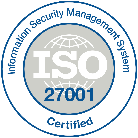 Information Security Management System
ISO
27001
Certified